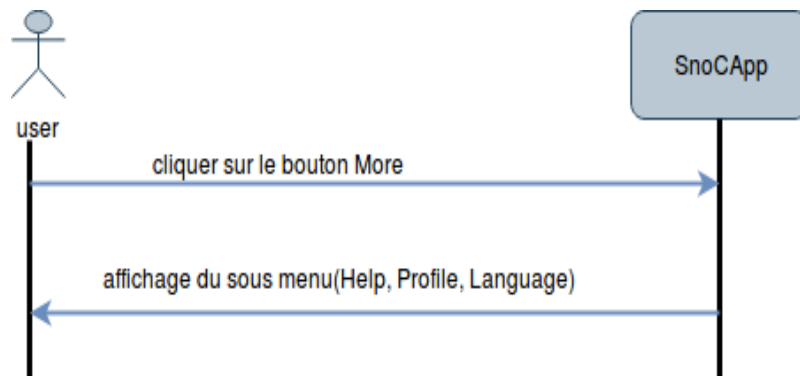 SnoCApp
user
cliquer sur le bouton More
affichage du sous menu(Help, Profile, Language)